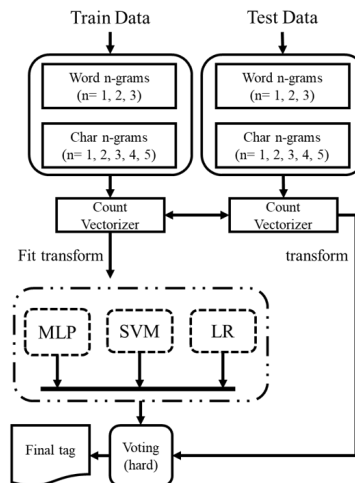 Train Data
Test Data
Word n-grams
(n= 1, 2, 3)
Word n-grams
(n= 1, 2, 3)
Char n-grams
(n= 1, 2, 3, 4, 5)
Char n-grams
(n= 1, 2, 3, 4, 5)
Count
Vectorizer
Count
Vectorizer
Fit transform
transform
MLP
SVM
LR
Final tag
Voting
(hard)